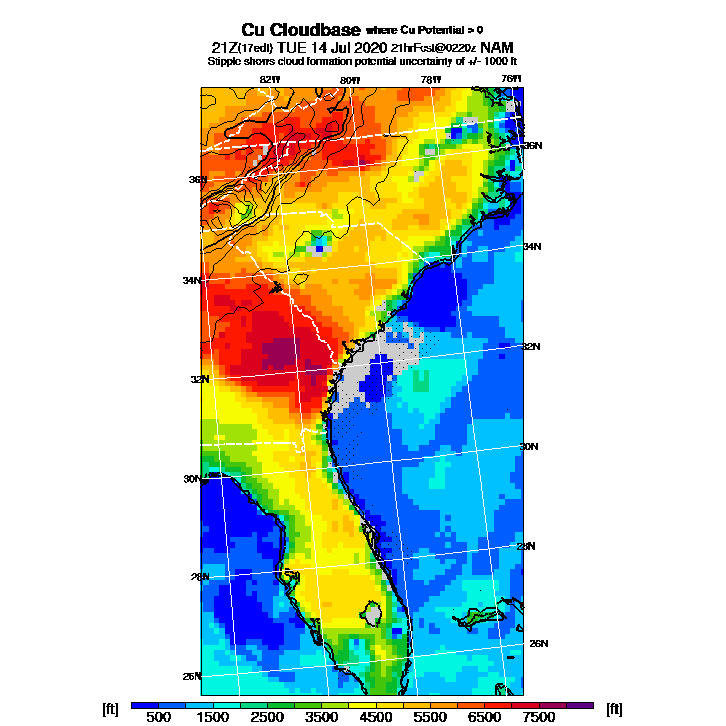 Cu Cloudbase where Cu Potential > 0
21Z(17edt) TUE 14 Jul 2020 21hrFcst@0220z NAM
Stipple shows cloud formation potential uncertainty of +/- 1000 ft
82W 80W 78W 76W
36N
36N
34N
34N
32N
32N
30N
30N
28N
28N
26N
26N
[ft] 500 1500 2500 3500 4500 5500 6500 7500 [ft]